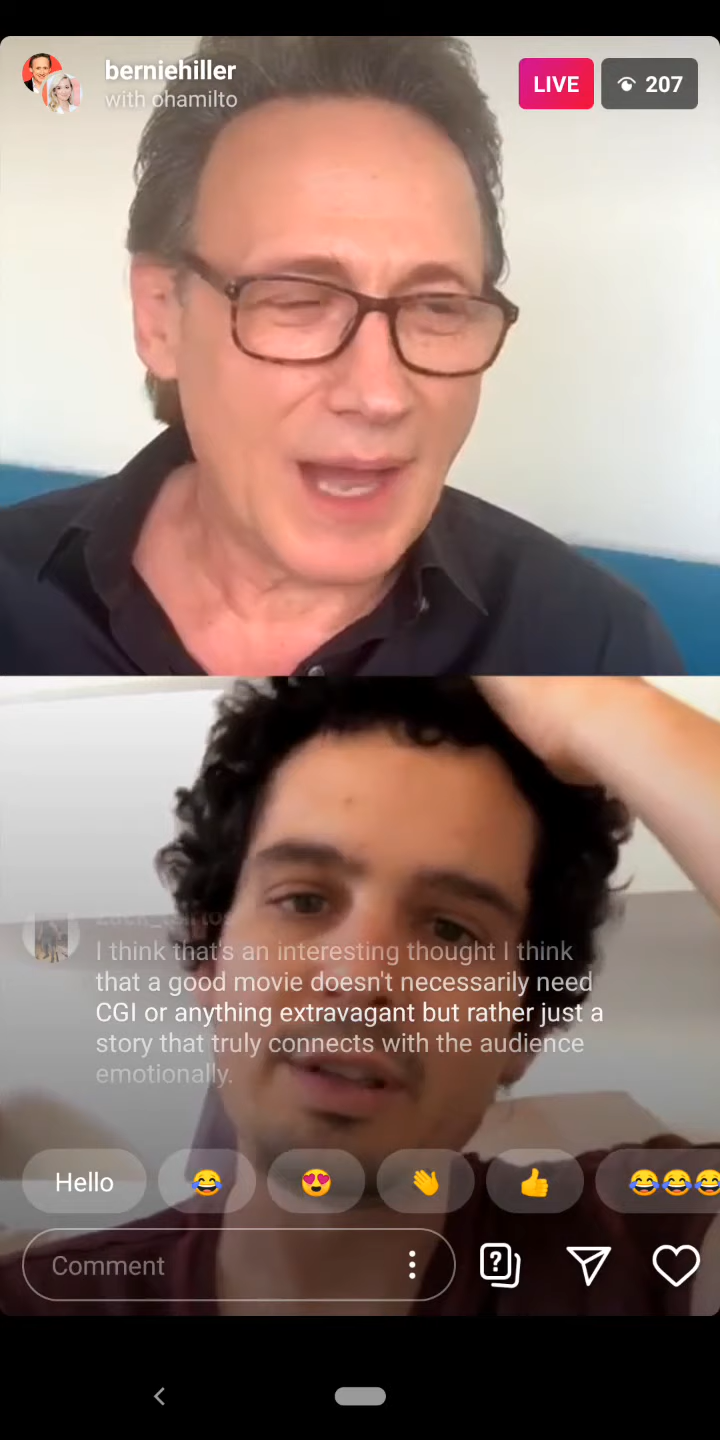 berniehiller
with ohamilto
LIVE
207
I think that's an interesting thought I think
that a good movie doesn't necessarily need
CGI or anything extravagant but rather just a
story that truly connects with the audience
emotionally.
Hello
Comment